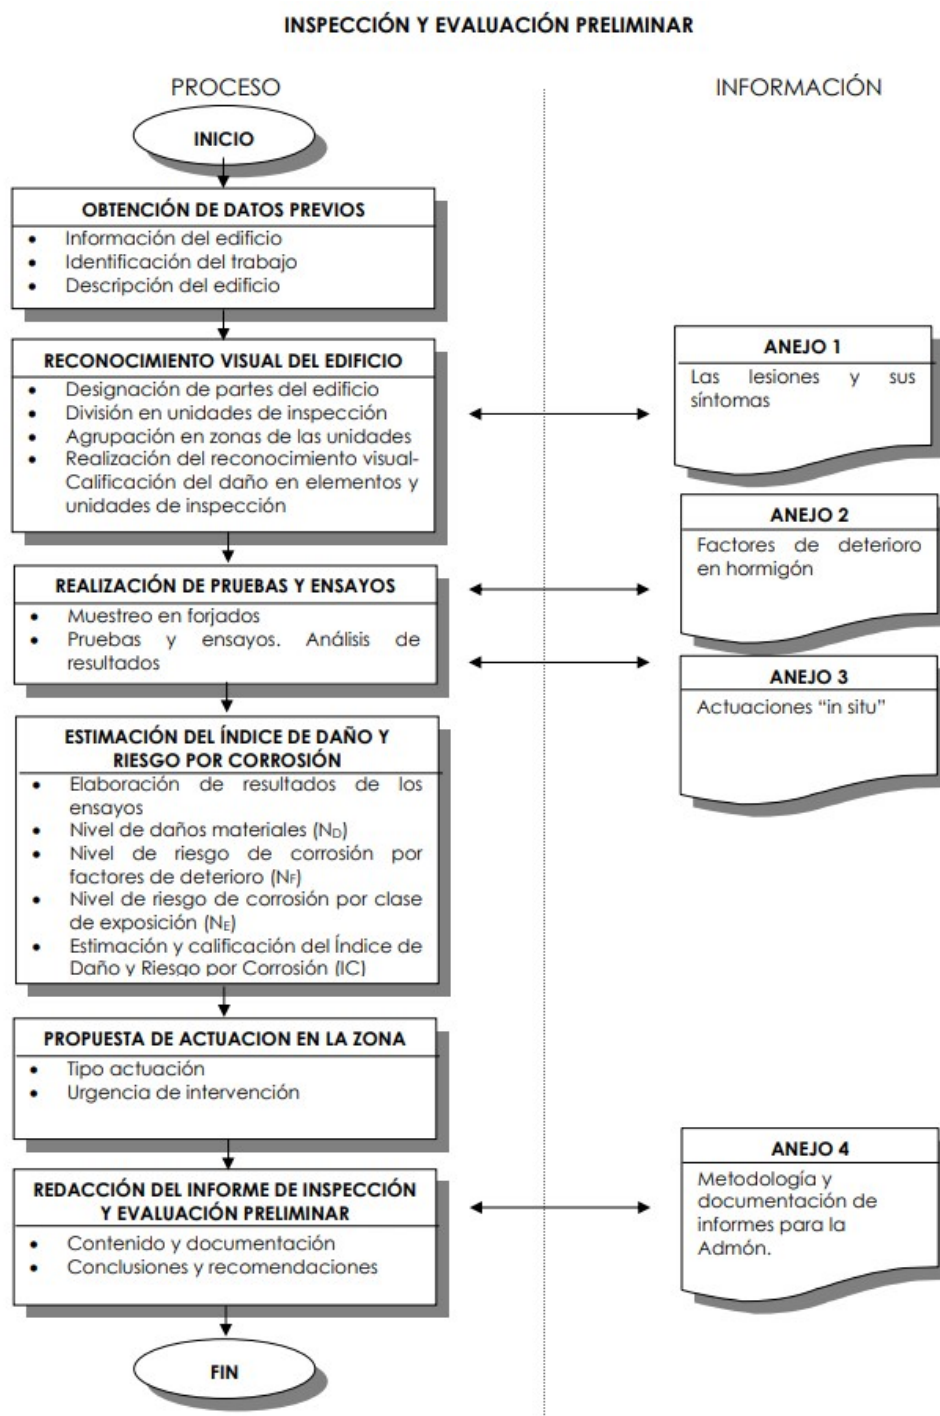 INSPECCIÓN Y EVALUACIÓN PRELIMINAR
PROCESO
INFORMACIÓN
INICIO
OBTENCIÓN DE DATOS PREVIOS
• Información del edificio
• Identificación del trabajo
• Descripción del edificio
RECONOCIMIENTO VISUAL DEL EDIFICIO
• Designación de partes del edificio
• División en unidades de inspección
• Agrupación en zonas de las unidades
• Realización del reconocimiento visual-
Calificación del daño en elementos y
unidades de inspección
ANEJO 1
Las lesiones y sus
síntomas
REALIZACIÓN DE PRUEBAS Y ENSAYOS
• Muestreo en forjados
• Pruebas y ensayos. Análisis de
resultados
ANEJO 2
Factores de deterioro
en hormigón
ANEJO 3
Actuaciones “in situ”
ESTIMACIÓN DEL ÍNDICE DE DAÑO Y
RIESGO POR CORROSIÓN
• Elaboración de resultados de los
ensayos
• Nivel de daños materiales (ND)
• Nivel de riesgo de corrosión por
factores de deterioro (NF)
• Nivel de riesgo de corrosión por clase
de exposición (NE)
• Estimación y calificación del Índice de
Daño y Riesgo por Corrosión (IC)
PROPUESTA DE ACTUACION EN LA ZONA
• Tipo actuación
• Urgencia de intervención
REDACCIÓN DEL INFORME DE INSPECCIÓN
Y EVALUACIÓN PRELIMINAR
• Contenido y documentación
• Conclusiones y recomendaciones
ANEJO 4
Metodología y
documentación de
informes para la
Admón.
FIN